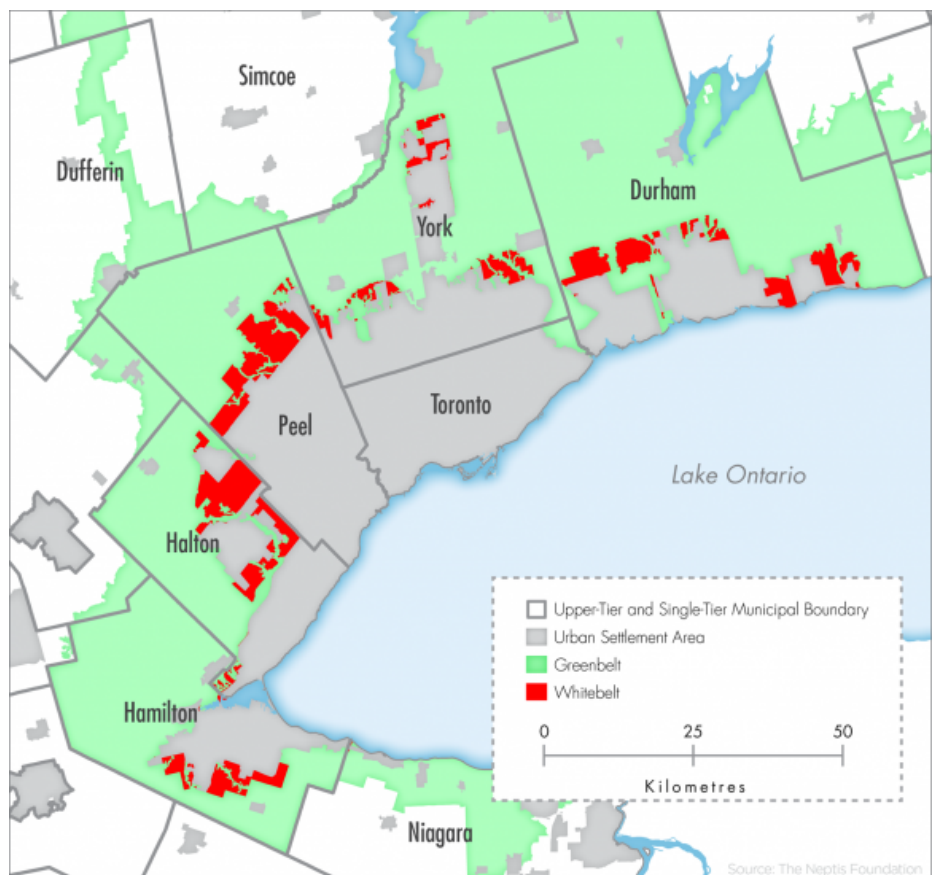 Simcoe
Dufferin
York
Durham
Peel
Toronto
Lake Ontario
Halton
Hamilton
Niagara
Upper-Tier and Single-Tier Municipal Boundary
Urban Settlement Area
Greenbelt
Whitebelt
0 25 50
Kilometres
Source: The Neptis Foundation